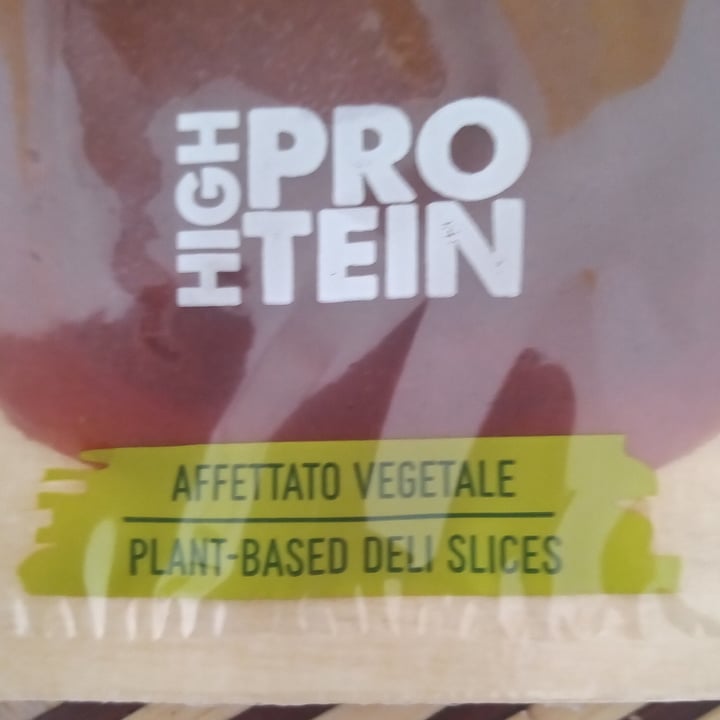 HIGH
PRO
TEIN
AFFETTATO VEGETALE
PLANT-BASED DELI SLICES